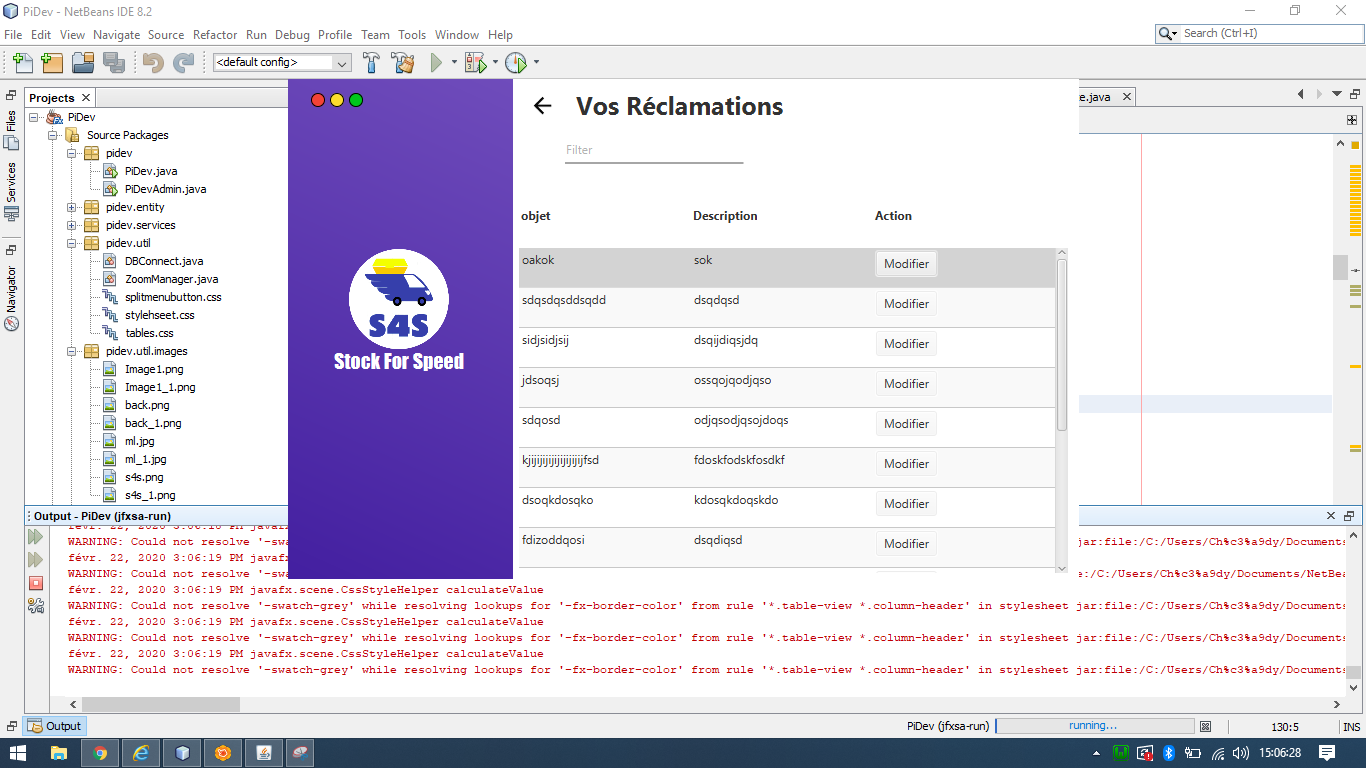 PiDev - NetBeans IDE 8.2
File Edit View Navigate Source Refactor Run Debug Profile Team Tools Window Help
Search (Ctrl+I)
<default config>
Projects
Files
Services
Navigator
PiDev
Source Packages
pidev
PiDev.java
PiDevAdmin.java
pidev.entity
pidev.services
pidev.util
DBConnect.java
ZoomManager.java
splitmenubutton.css
stylehseet.css
tables.css
pidev.util.images
Image1.png
Image1_1.png
back.png
back_1.png
ml.jpg
ml_1.jpg
s4s.png
s4s_1.png
S4S
Stock For Speed
Vos Réclamations
Filter
objet Description Action
oakok sok Modifier
sdqsdqsddsqdd dsqdqsd Modifier
sidjsidjsij dsqijdiqsjdq Modifier
jdsoqsj ossqojqodjqso Modifier
sdqosd odjqsodjqsojdoqs Modifier
kjijijijijijijijijijfsd fdoskfodskfosdkf Modifier
dsoqkdosqko kdosqkdoqskdo Modifier
fdizoddqosi dsqdiqsd Modifier
e.java
Output - PiDev (jfxsa-run)
WARNING: Could not resolve '-swa jar:file:/C:/Users/Ch%c3%a9dy/Documents
févr. 22, 2020 3:06:19 PM javafx
WARNING: Could not resolve '-swa e:/C:/Users/Ch%c3%a9dy/Documents/NetBea
févr. 22, 2020 3:06:19 PM javafx.scene.CssStyleHelper calculateValue
WARNING: Could not resolve '-swatch-grey' while resolving lookups for '-fx-border-color' from rule '*.table-view *.column-header' in stylesheet jar:file:/C:/Users/Ch%c3%a9dy/Documents
févr. 22, 2020 3:06:19 PM javafx.scene.CssStyleHelper calculateValue
WARNING: Could not resolve '-swatch-grey' while resolving lookups for '-fx-border-color' from rule '*.table-view *.column-header' in stylesheet jar:file:/C:/Users/Ch%c3%a9dy/Documents
févr. 22, 2020 3:06:19 PM javafx.scene.CssStyleHelper calculateValue
WARNING: Could not resolve '-swatch-grey' while resolving lookups for '-fx-border-color' from rule '*.table-view *.column-header' in stylesheet jar:file:/C:/Users/Ch%c3%a9dy/Documents
Output
PiDev (jfxsa-run) running... 130:5 INS
15:06:28